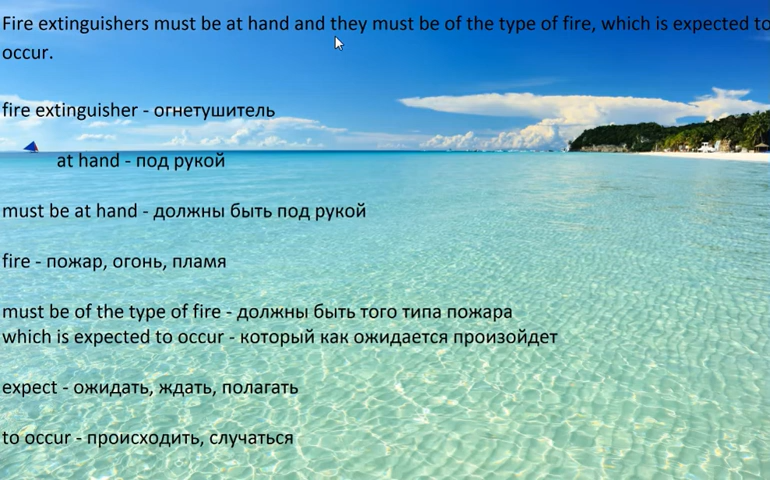 Fire extinguishers must be at hand and they must be of the type of fire, which is expected to
occur.
fire extinguisher - огнетушитель
at hand - под рукой
must be at hand - должны быть под рукой
fire - пожар, огонь, пламя
must be of the type of fire - должны быть того типа пожара
which is expected to occur - который как ожидается произойдет
expect - ожидать, ждать, полагать
to occur - происходить, случаться